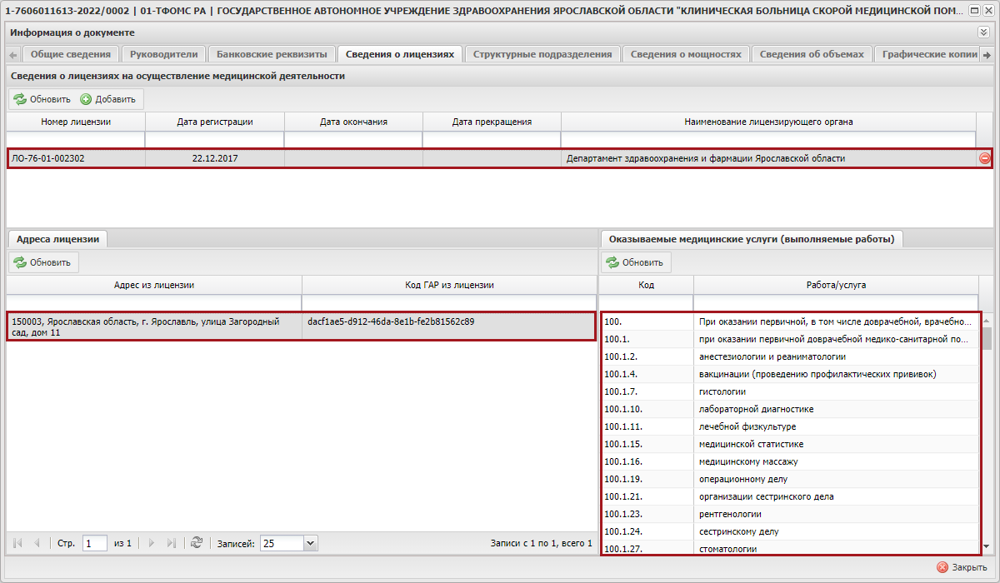 1-7606011613-2022/0002 | 01-ТФОМС РА | ГОСУДАРСТВЕННОЕ АВТОНОМНОЕ УЧРЕЖДЕНИЕ ЗДРАВООХРАНЕНИЯ ЯРОСЛАВСКОЙ ОБЛАСТИ "КЛИНИЧЕСКАЯ БОЛЬНИЦА СКОРОЙ МЕДИЦИНСКОЙ ПОМ...
Информация о документе
Общие сведения Руководители Банковские реквизиты Сведения о лицензиях Структурные подразделения Сведения о мощностях Сведения об объемах Графические копии
Сведения о лицензиях на осуществление медицинской деятельности
Обновить Добавить
Номер лицензии Дата регистрации Дата окончания Дата прекращения Наименование лицензирующего органа
ЛО-76-01-002302 22.12.2017 Департамент здравоохранения и фармации Ярославской области
Адреса лицензии
Обновить
Адрес из лицензии Код ГАР из лицензии
150003, Ярославская область, г. Ярославль, улица Загородный
сад, дом 11
dacf1ae5-d912-46da-8e1b-fe2b81562c89
Стр. 1 из 1 Записей: 25 Записи с 1 по 1, всего 1
Оказываемые медицинские услуги (выполняемые работы)
Обновить
Код Работа/услуга
100. При оказании первичной, в том числе доврачебной, врачебно...
100.1. при оказании первичной доврачебной медико-санитарной по...
100.1.2. анестезиологии и реаниматологии
100.1.4. вакцинации (проведению профилактических прививок)
100.1.7. гистологии
100.1.10. лабораторной диагностике
100.1.11. лечебной физкультуре
100.1.15. медицинской статистике
100.1.16. медицинскому массажу
100.1.19. операционному делу
100.1.21. организации сестринского дела
100.1.23. рентгенологии
100.1.24. сестринскому делу
100.1.27. стоматологии
Закрыть